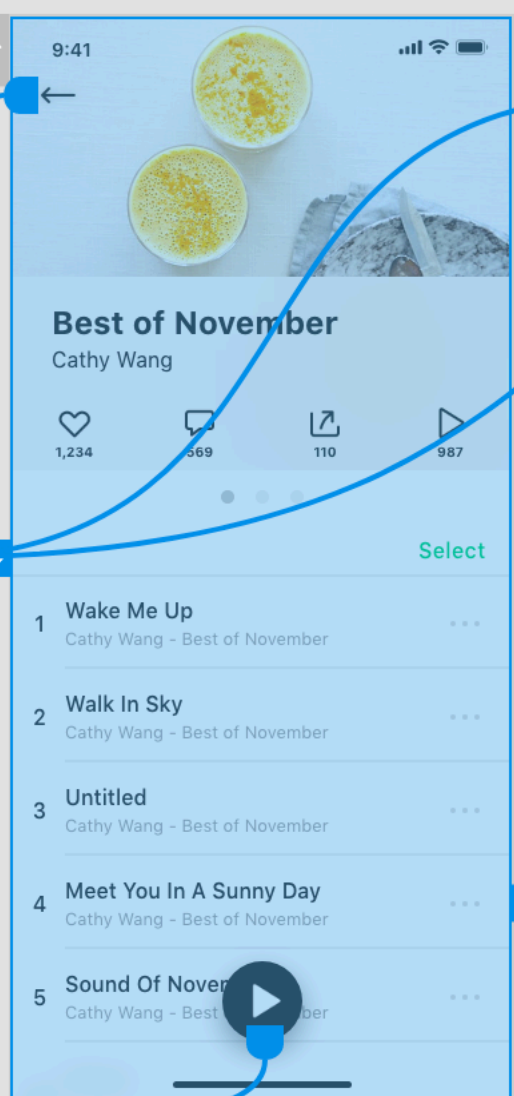 9:41
Best of November
Cathy Wang
1,234 569 110 987
Select
1 Wake Me Up
Cathy Wang - Best of November
2 Walk In Sky
Cathy Wang - Best of November
3 Untitled
Cathy Wang - Best of November
4 Meet You In A Sunny Day
Cathy Wang - Best of November
5 Sound Of
Cathy Wang - Best